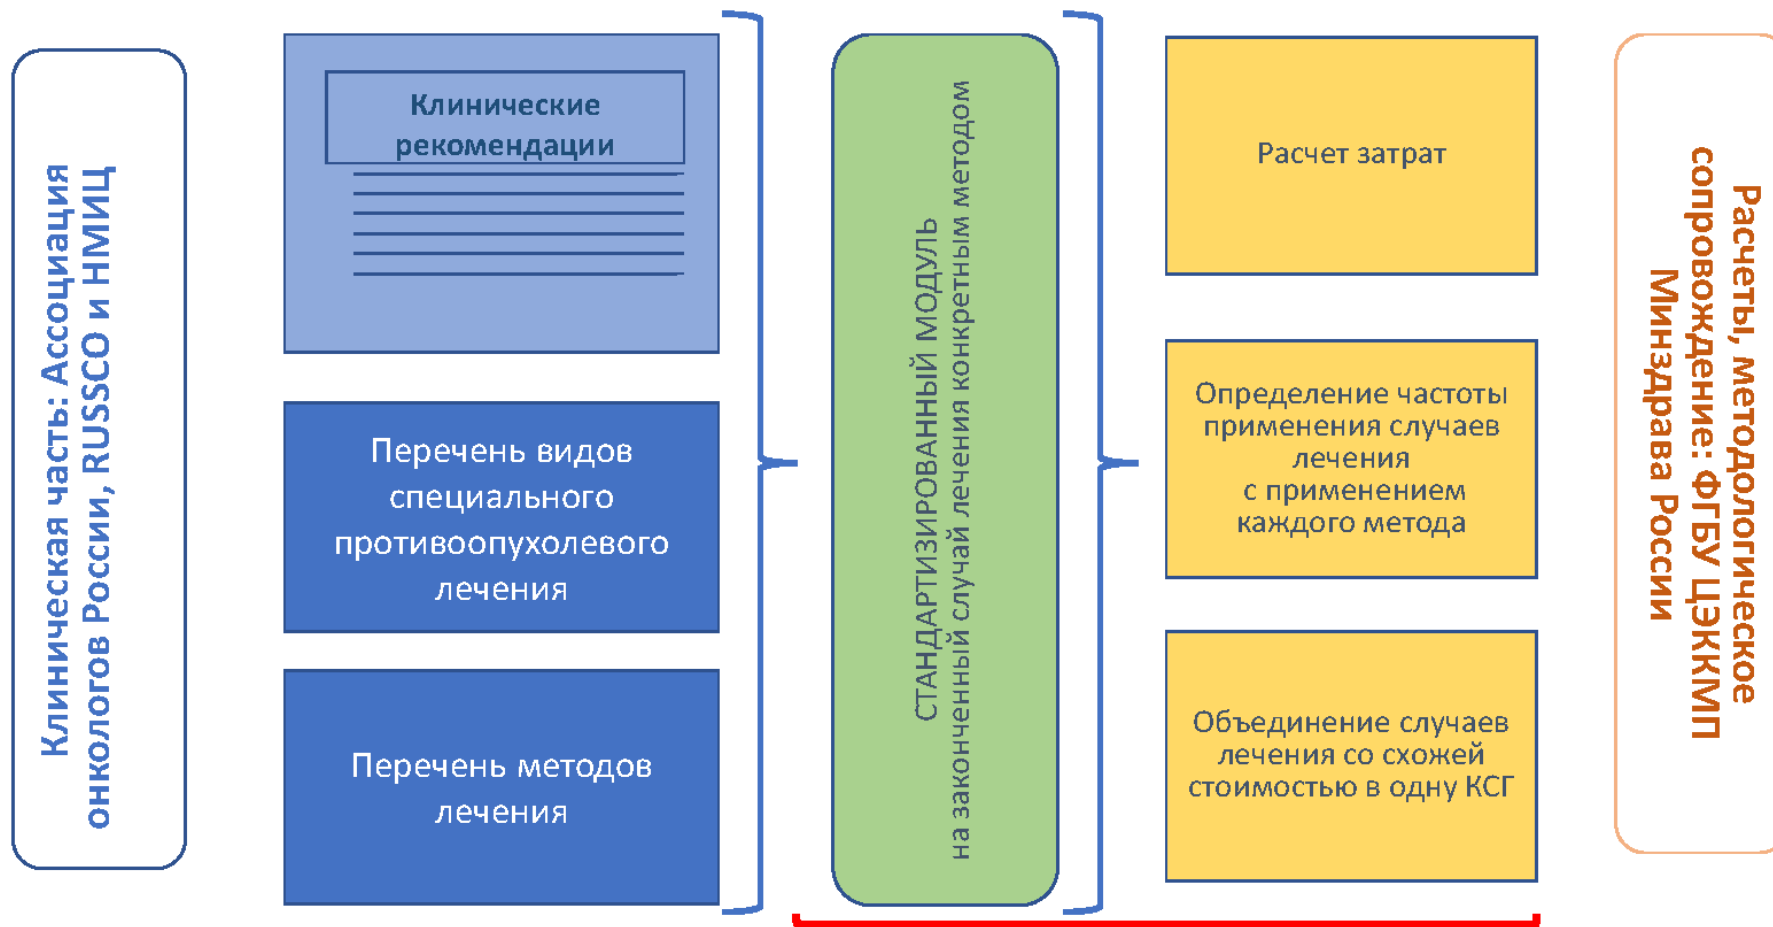 Клиническая часть: Ассоциация
онкологов России, RUSSCO и НМИЦ
Клинические
рекомендации
Перечень видов
специального
противоопухолевого
лечения
Перечень методов
лечения
СТАНДАРТИЗИРОВАННЫЙ МОДУЛЬ
на законченный случай лечения конкретным методом
Расчет затрат
Определение частоты
применения случаев
лечения
с применением
каждого метода
Объединение случаев
лечения со схожей
стоимостью в одну КСГ
Расчеты, методологическое
сопровождение: ФГБУ ЦЭККМП
Минздрава России